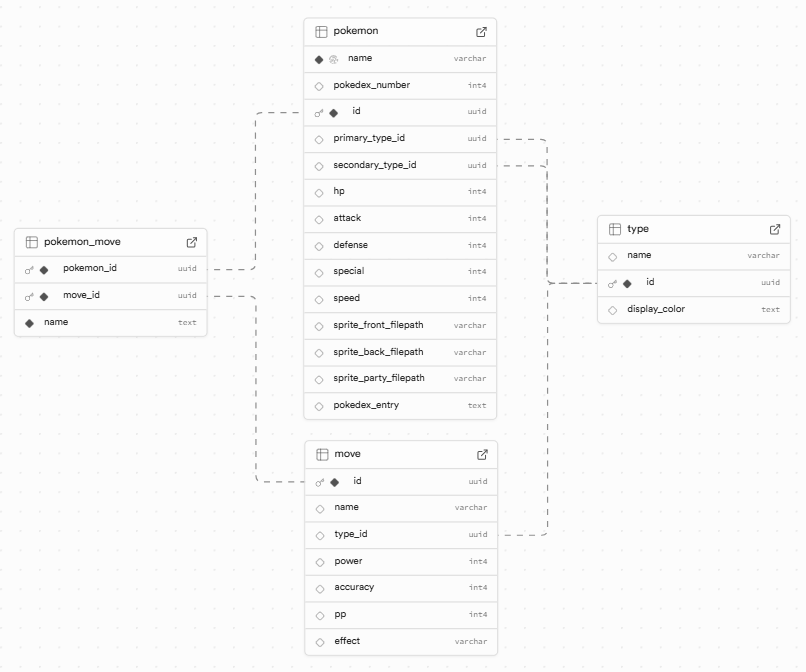 pokemon
name varchar
pokedex_number int4
id uuid
primary_type_id uuid
secondary_type_id uuid
hp int4
attack int4
defense int4
special int4
speed int4
sprite_front_filepath varchar
sprite_back_filepath varchar
sprite_party_filepath varchar
pokedex_entry text
pokemon_move
pokemon_id uuid
move_id uuid
name text
type
name varchar
id uuid
display_color text
move
id uuid
name varchar
type_id uuid
power int4
accuracy int4
pp int4
effect varchar